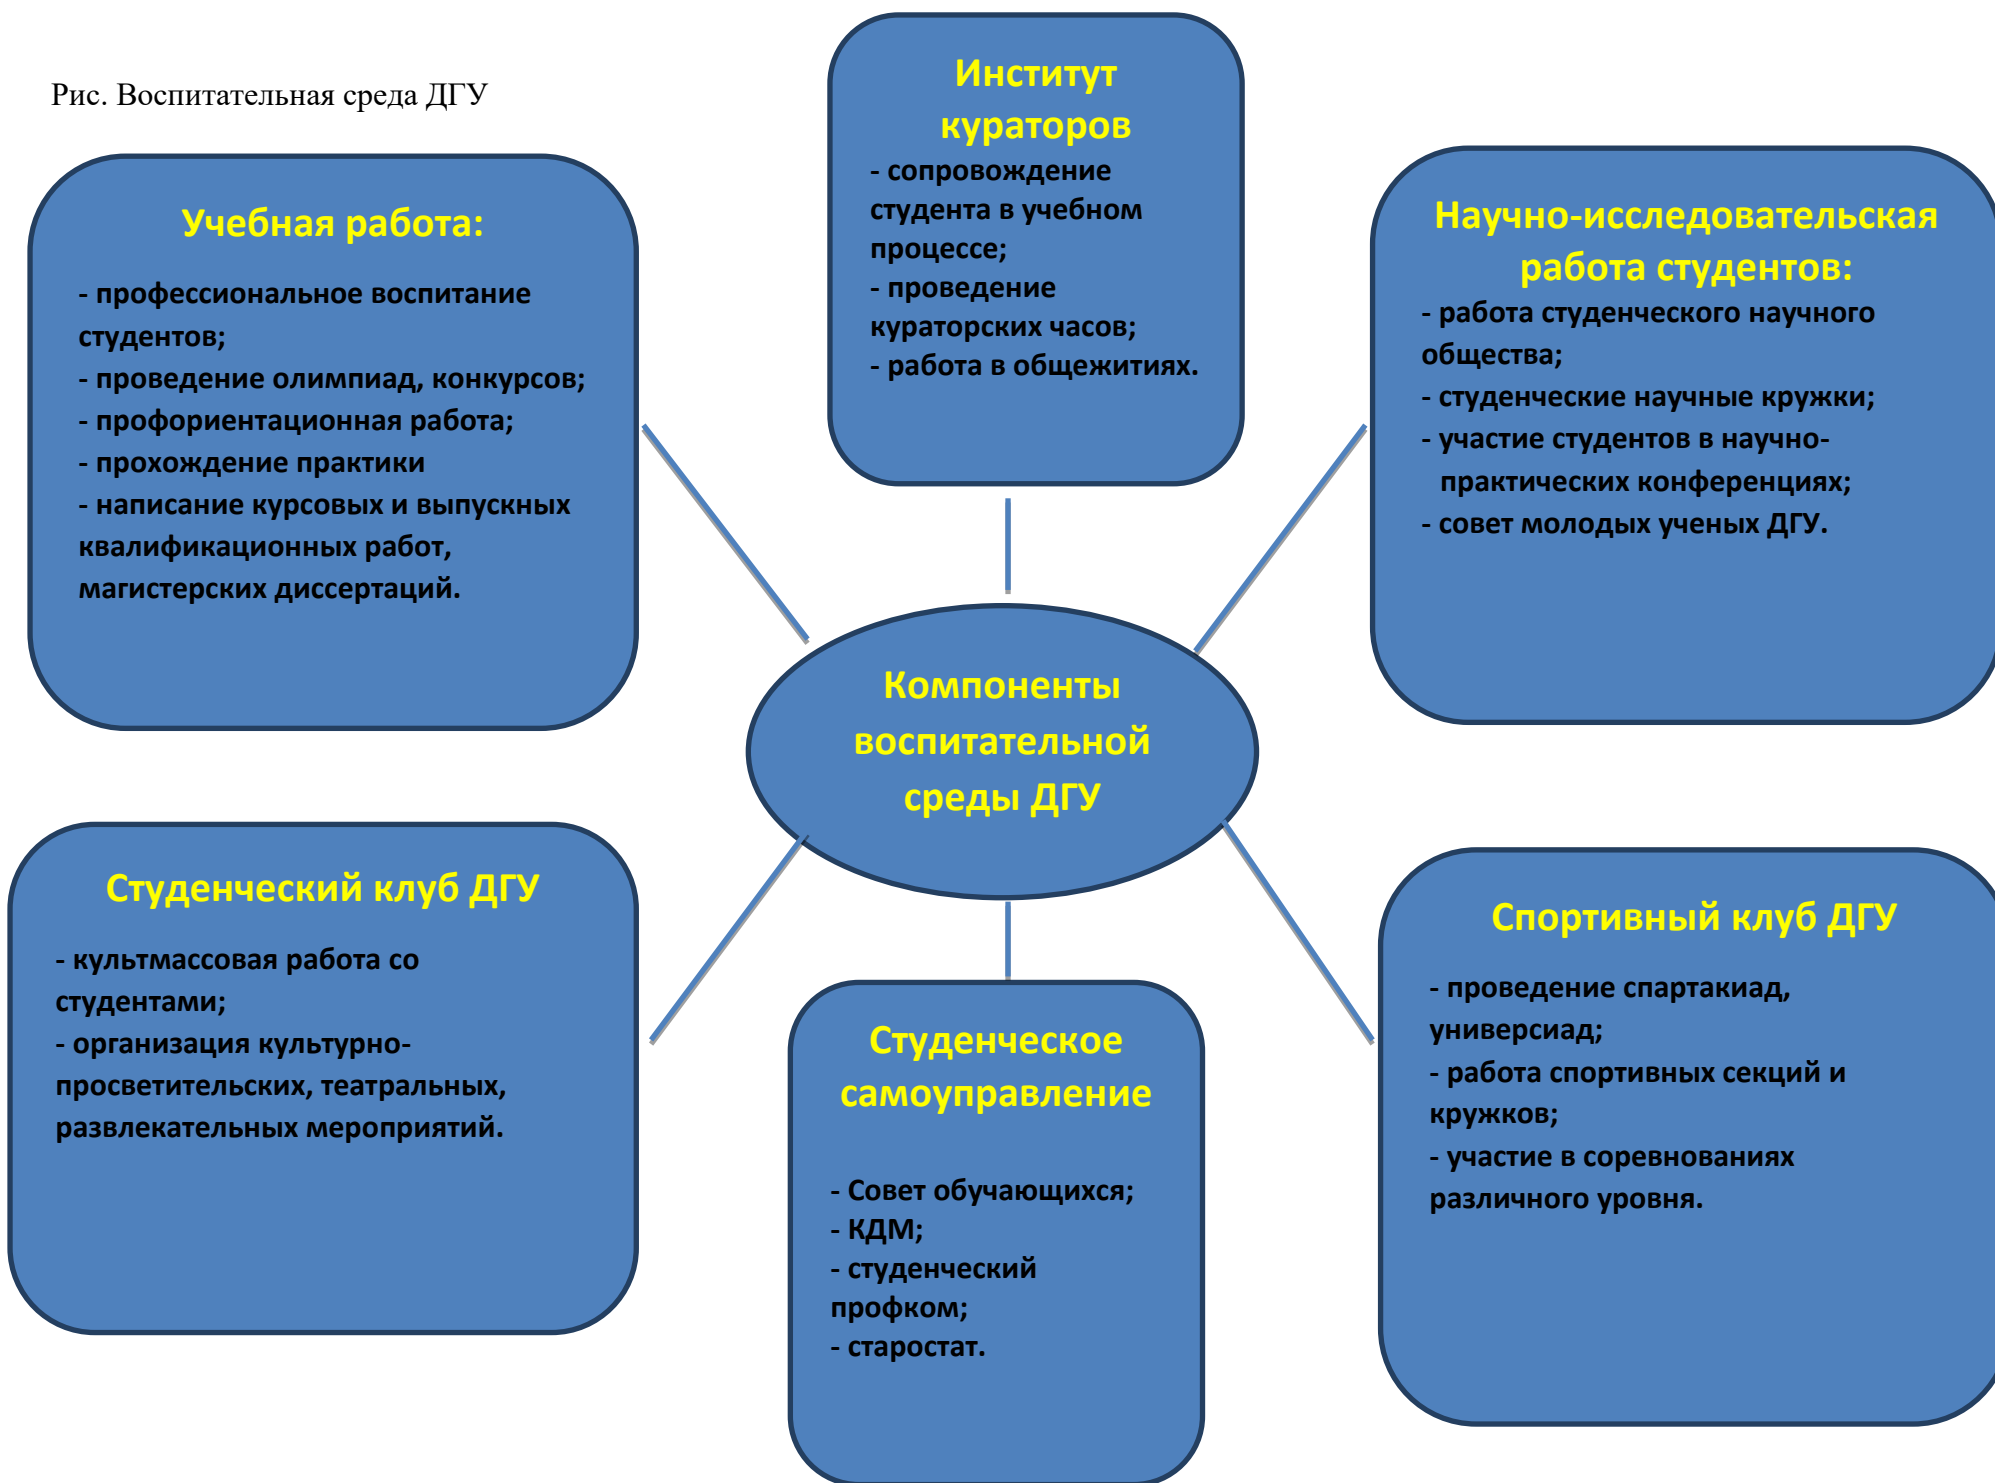 Рис. Воспитательная среда ДГУ
Институт
кураторов
- сопровождение
студента в учебном
процессе;
- проведение
кураторских часов;
- работа в общежитиях.
Учебная работа:
- профессиональное воспитание
студентов;
- проведение олимпиад, конкурсов;
- профориентационная работа;
- прохождение практики
- написание курсовых и выпускных
квалификационных работ,
магистерских диссертаций.
Научно-исследовательская
работа студентов:
- работа студенческого научного
общества;
- студенческие научные кружки;
- участие студентов в научно-
практических конференциях;
- совет молодых ученых ДГУ.
Компоненты
воспитательной
среды ДГУ
Студенческий клуб ДГУ
- культмассовая работа со
студентами;
- организация культурно-
просветительских, театральных,
развлекательных мероприятий.
Студенческое
самоуправление
- Совет обучающихся;
- КДМ;
- студенческий
профком;
- старостат.
Спортивный клуб ДГУ
- проведение спартакиад,
универсиад;
- работа спортивных секций и
кружков;
- участие в соревнованиях
различного уровня.